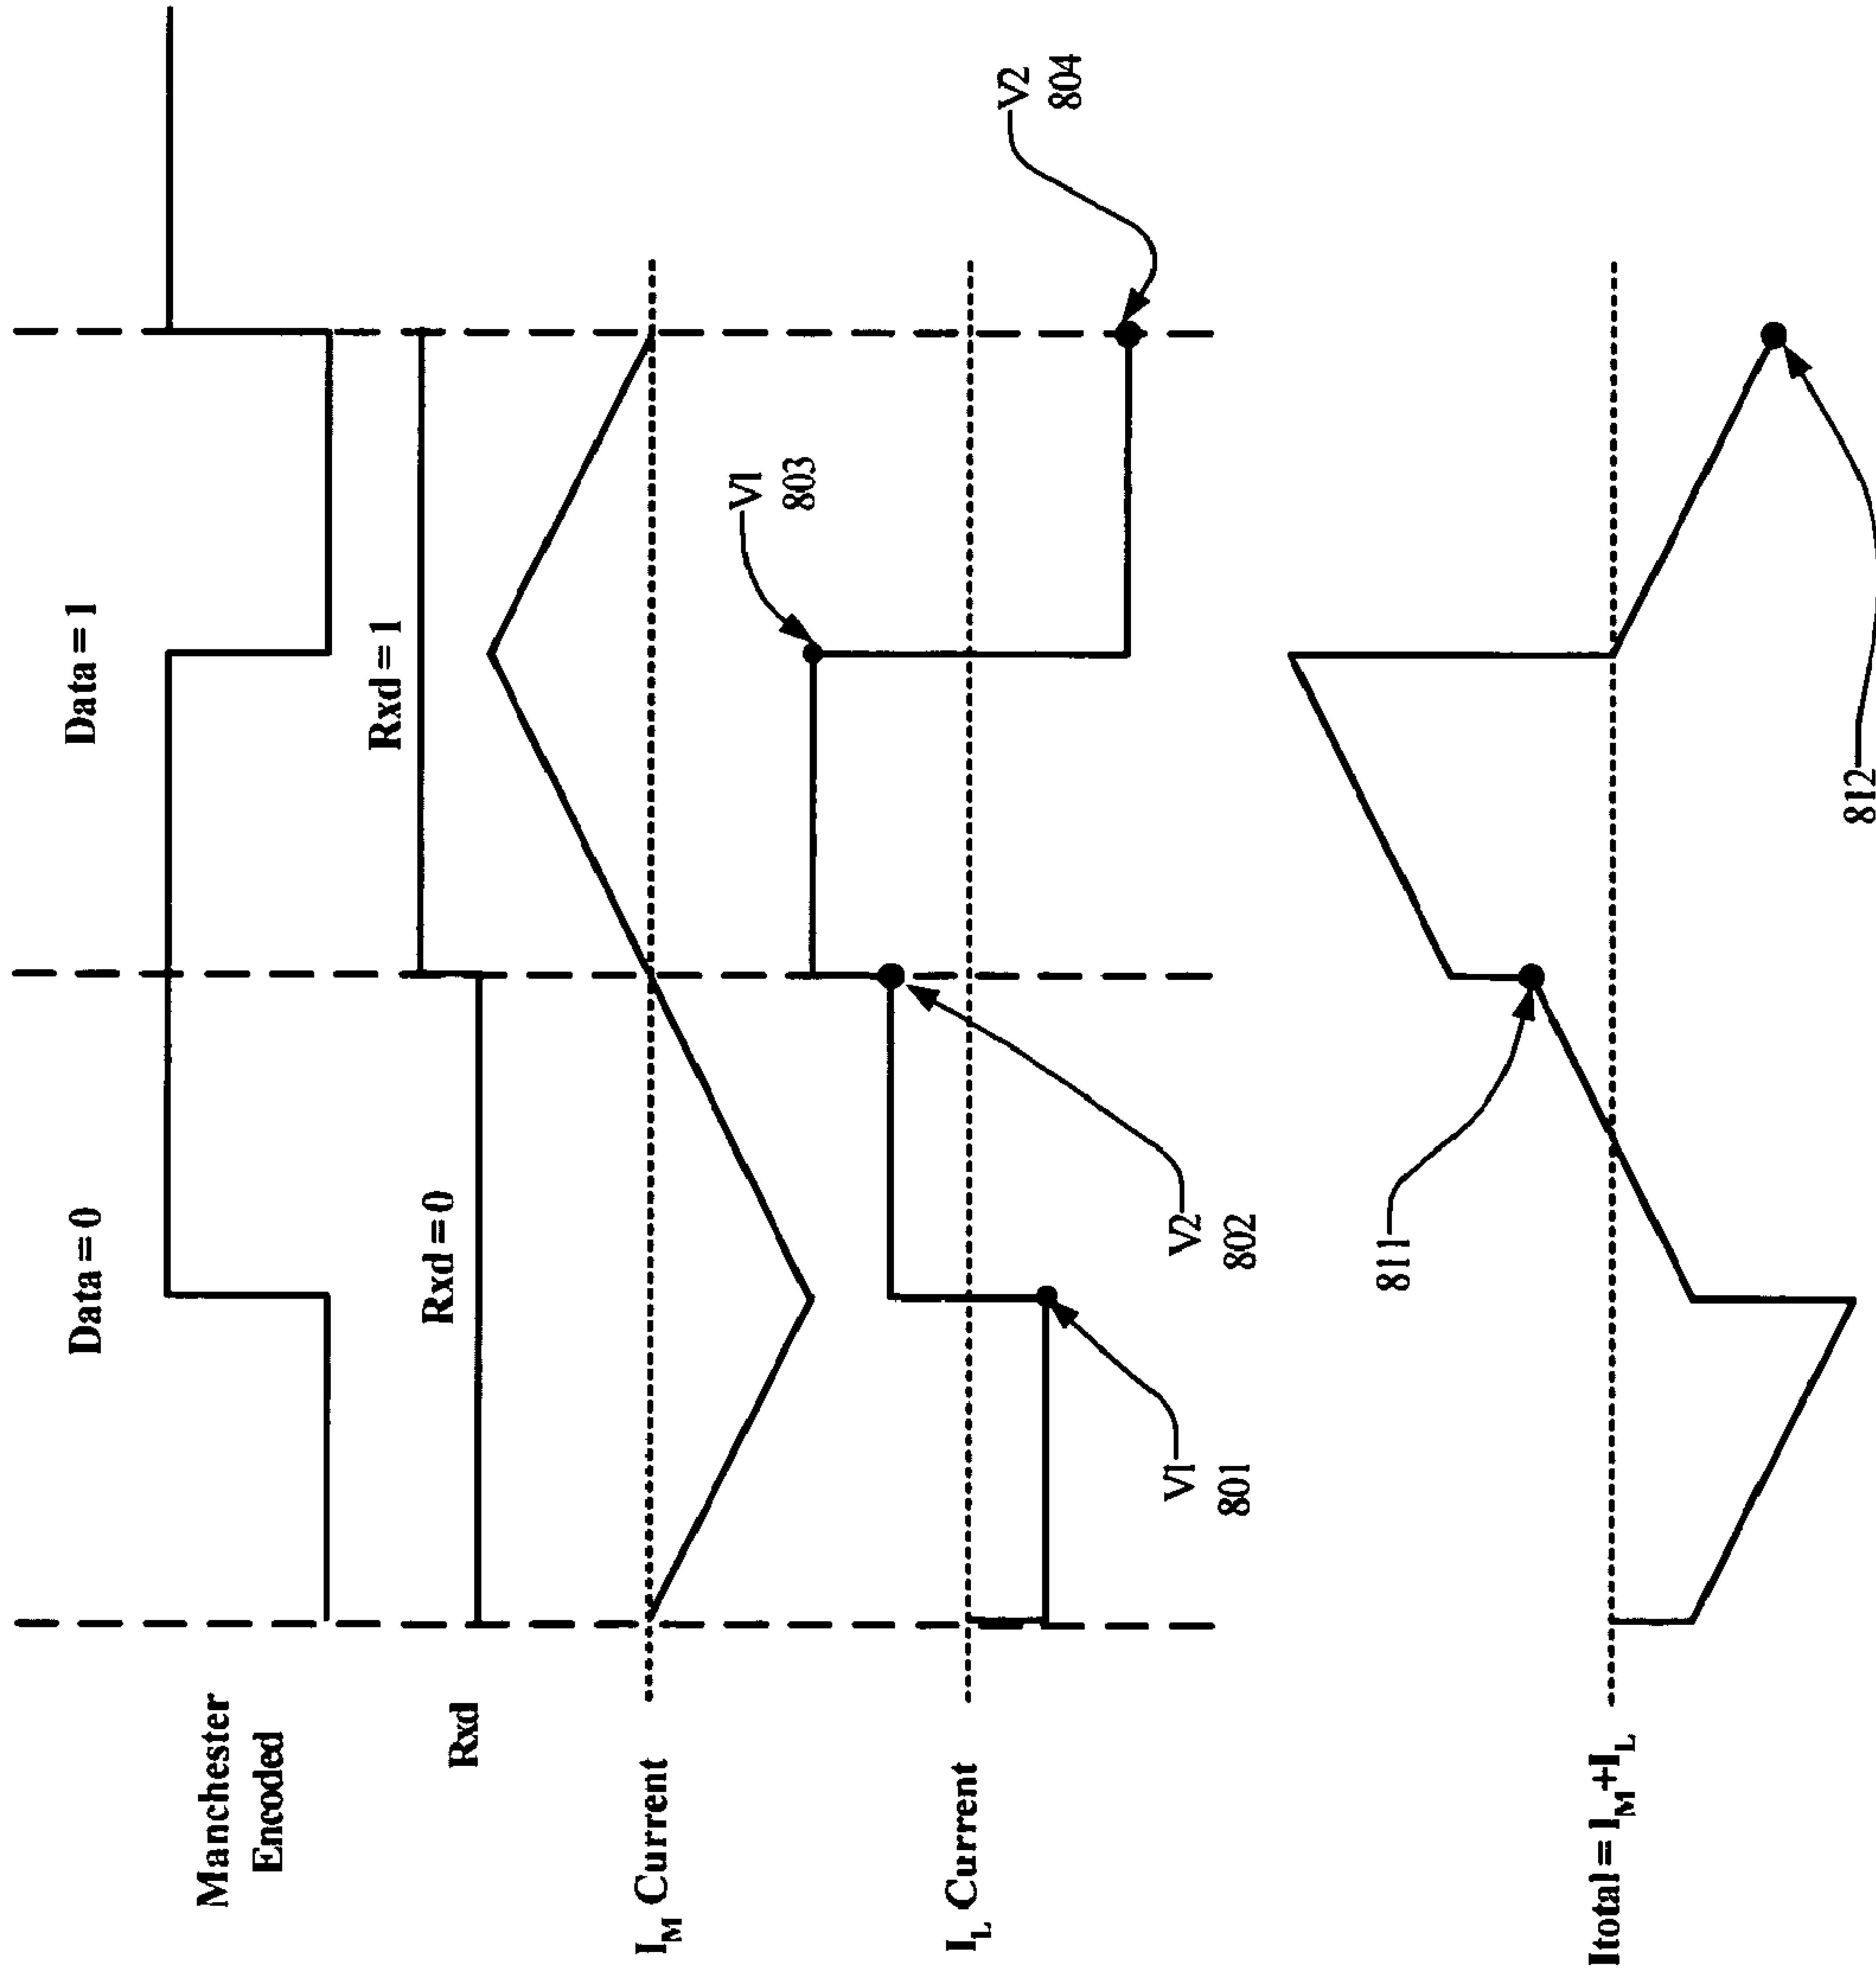 Data=0
Data=1
Manchester
Encoded
Rxd
Rxd=0
Rxd=1
I_M Current
V1
803
I_L Current
V2
804
V1
801
V2
802
811
Itotal=I_M+I_L
812